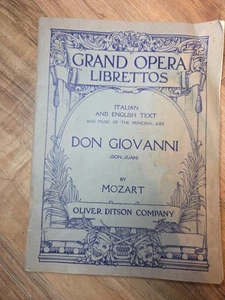 GRAND OPERA
LIBRETTOS
ITALIAN
AND ENGLISH TEXT
AND MUSIC OF THE PRINCIPAL AIRS
DON GIOVANNI
(DON JUAN)
BY
MOZART
OLIVER DITSON COMPANY